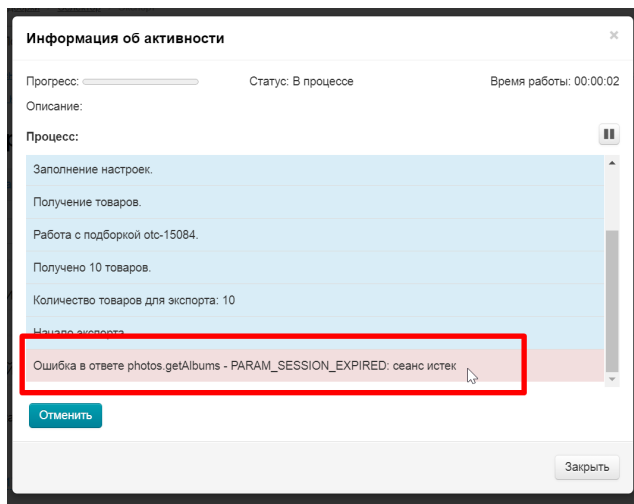 Информация об активности
×
Прогресс: Статус: В процессе Время работы: 00:00:02
Описание:
Процесс:
Заполнение настроек.
Получение товаров.
Работа с подборкой otc-15084.
Получено 10 товаров.
Количество товаров для экспорта: 10
Начало экспорта
Ошибка в ответе photos.getAlbums - PARAM_SESSION_EXPIRED: сеанс истек
Отменить
Закрыть